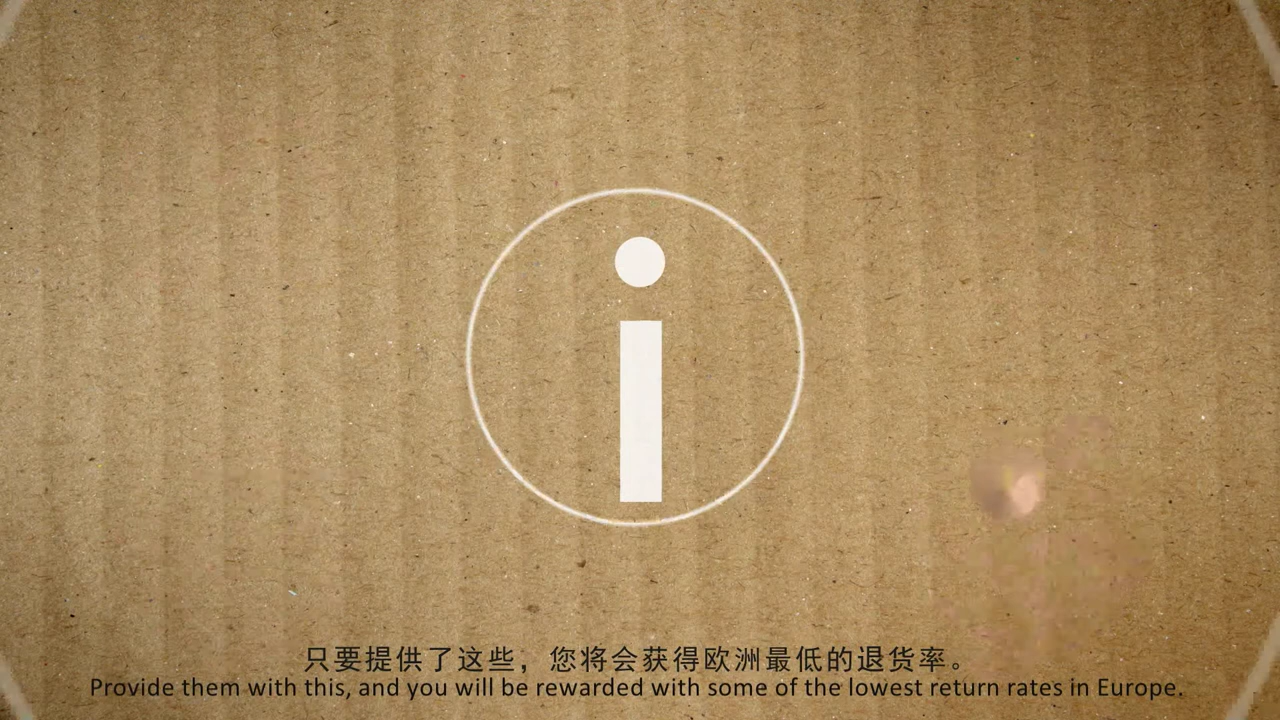 i
只要提供了这些，您将会获得欧洲最低的退货率。
Provide them with this, and you will be rewarded with some of the lowest return rates in Europe.